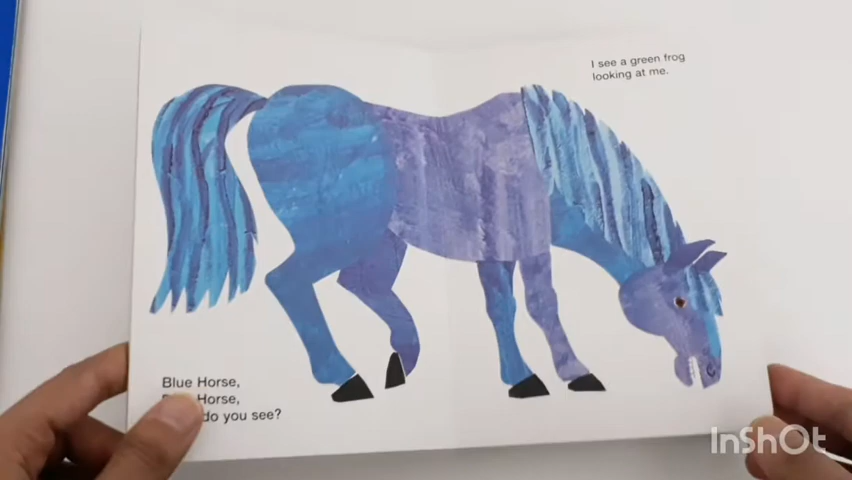 I see a green frog
looking at me.
Blue Horse,
Horse,
do you see?
InShOt